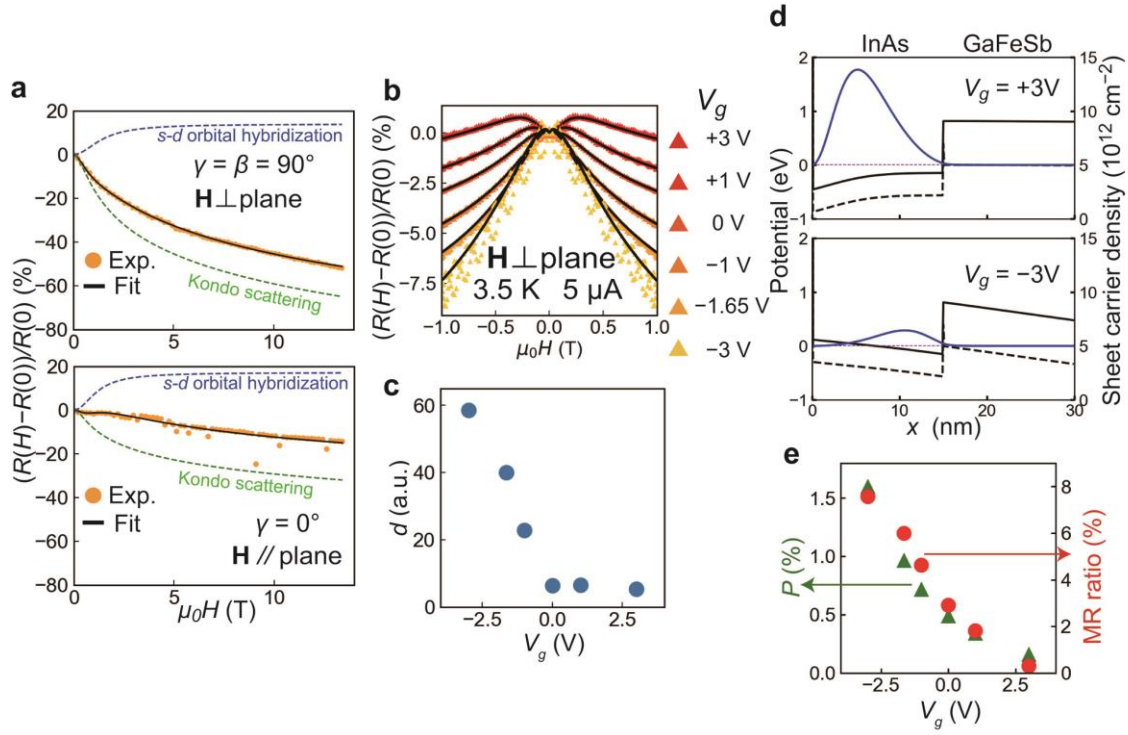 a
20
0
−20
−40
−60
−80
s-d orbital hybridization
γ = β = 90°
H⊥plane
Exp.
Fit
Kondo scattering
0
5
10
20
0
−20
−40
−60
−80
s-d orbital hybridization
Kondo scattering
Exp.
Fit
γ = 0°
H // plane
0
5
10
μ0H (T)
(R(H)−R(0))/R(0) (%)
b
(R(H)−R(0))/R(0) (%)
0.0
−2.5
−5.0
−7.5
H⊥plane
3.5 K 5 μA
−1.0
−0.5
0.0
0.5
1.0
μ0H (T)
Vg
+3 V
+1 V
0 V
−1 V
−1.65 V
−3 V
c
d (a.u.)
60
40
20
0
−2.5
0.0
2.5
Vg (V)
d
InAs
GaFeSb
Vg = +3V
2
1
0
−1
15
10
5
0
Vg = −3V
2
1
0
−1
15
10
5
0
0
10
20
30
x (nm)
Potential (eV)
Sheet carrier density (10^12 cm^−2)
e
P (%)
1.5
1.0
0.5
0.0
8
6
4
2
0
MR ratio (%)
−2.5
0.0
2.5
Vg (V)